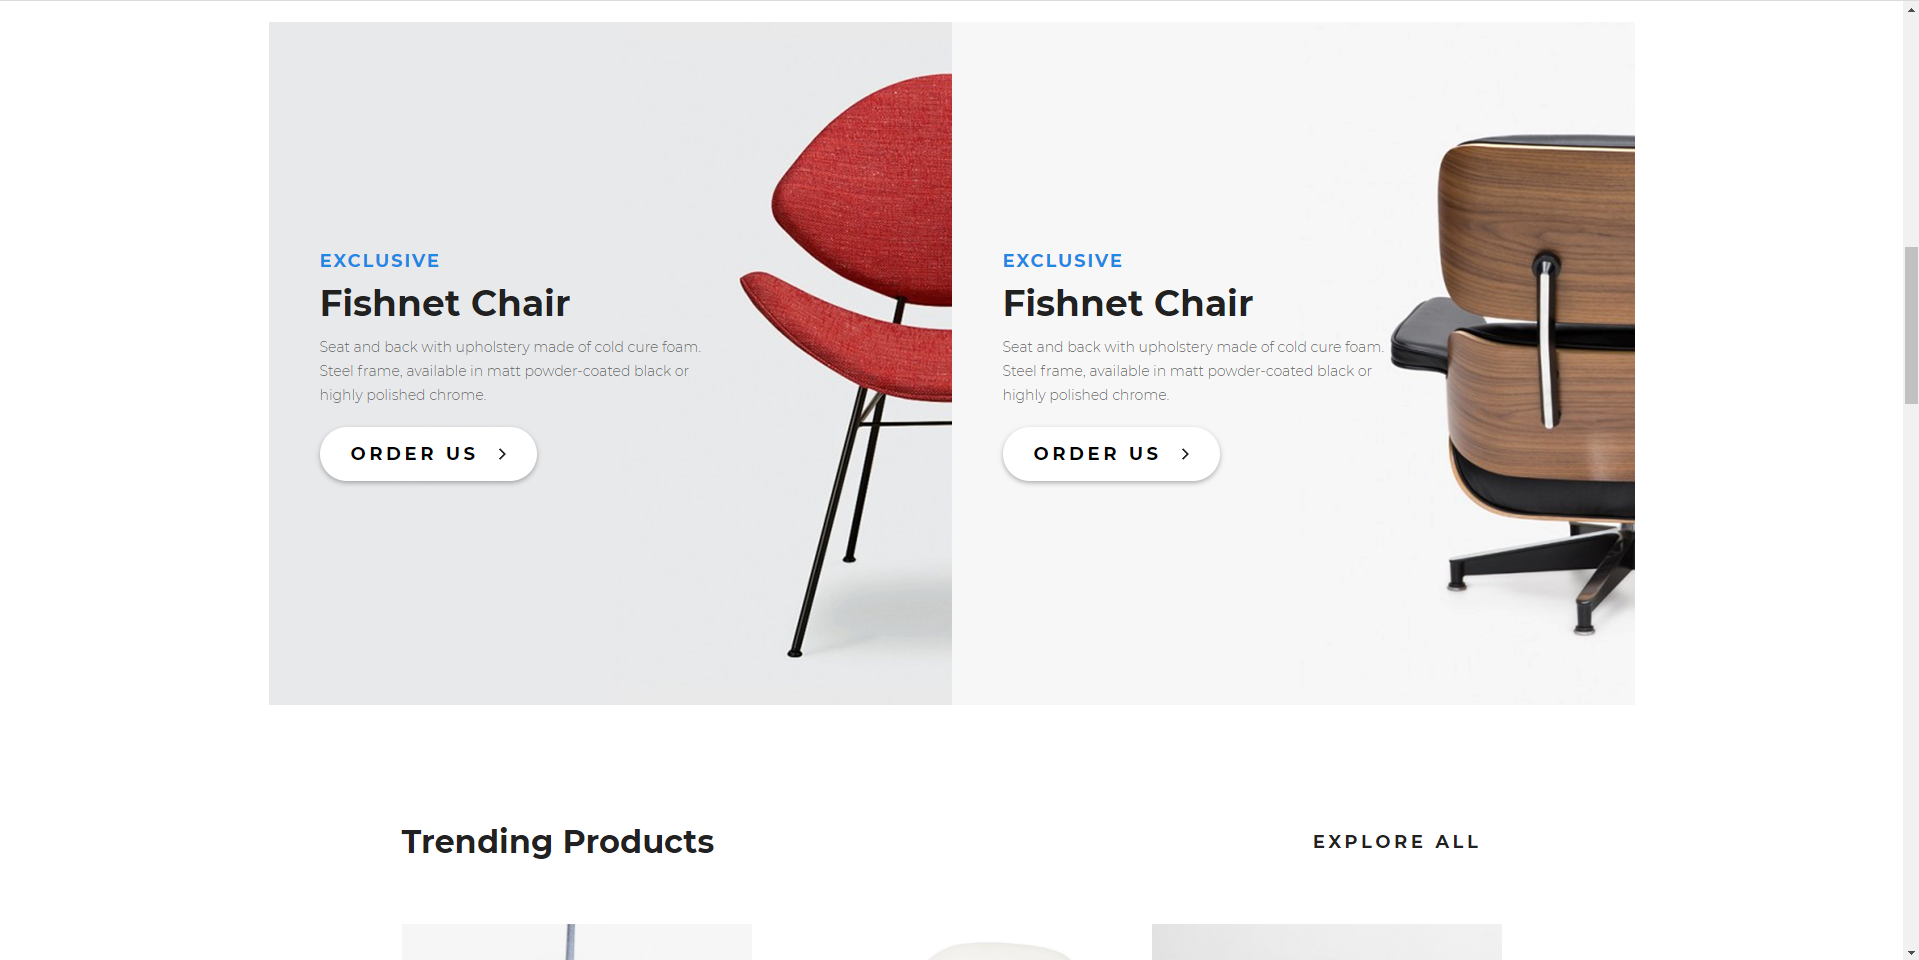 EXCLUSIVE
Fishnet Chair
Seat and back with upholstery made of cold cure foam.
Steel frame, available in matt powder-coated black or
highly polished chrome.
ORDER US
EXCLUSIVE
Fishnet Chair
Seat and back with upholstery made of cold cure foam.
Steel frame, available in matt powder-coated black or
highly polished chrome.
ORDER US
Trending Products
EXPLORE ALL